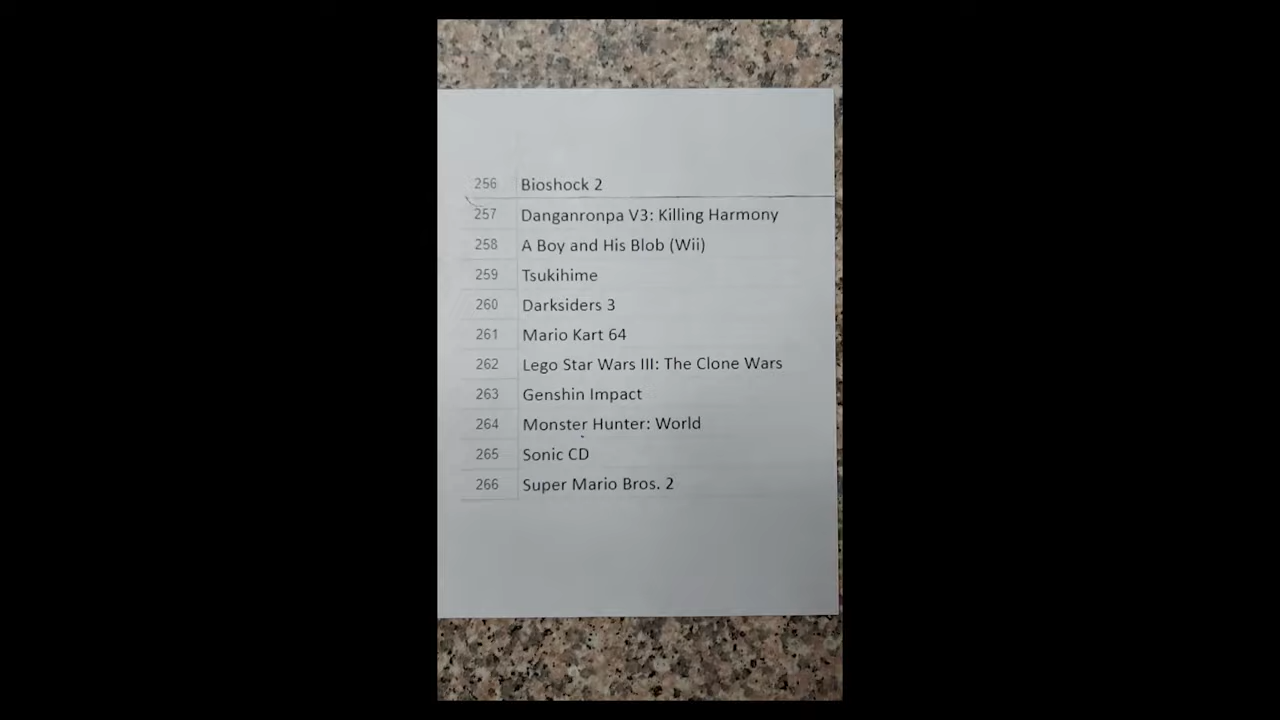 256 Bioshock 2
257 Danganronpa V3: Killing Harmony
258 A Boy and His Blob (Wii)
259 Tsukihime
260 Darksiders 3
261 Mario Kart 64
262 Lego Star Wars III: The Clone Wars
263 Genshin Impact
264 Monster Hunter: World
265 Sonic CD
266 Super Mario Bros. 2